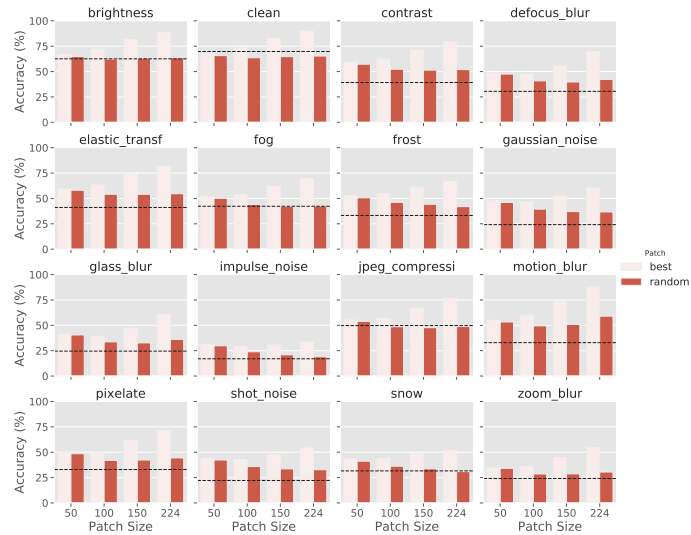 brightness clean contrast defocus_blur
100
75
50
25
0
Accuracy (%)
elastic_transf fog frost gaussian_noise
100
75
50
25
0
Accuracy (%)
Patch
best
random
glass_blur impulse_noise jpeg_compressi motion_blur
100
75
50
25
0
Accuracy (%)
pixelate shot_noise snow zoom_blur
100
75
50
25
0
Accuracy (%)
50 100 150 224 50 100 150 224 50 100 150 224 50 100 150 224
Patch Size Patch Size Patch Size Patch Size